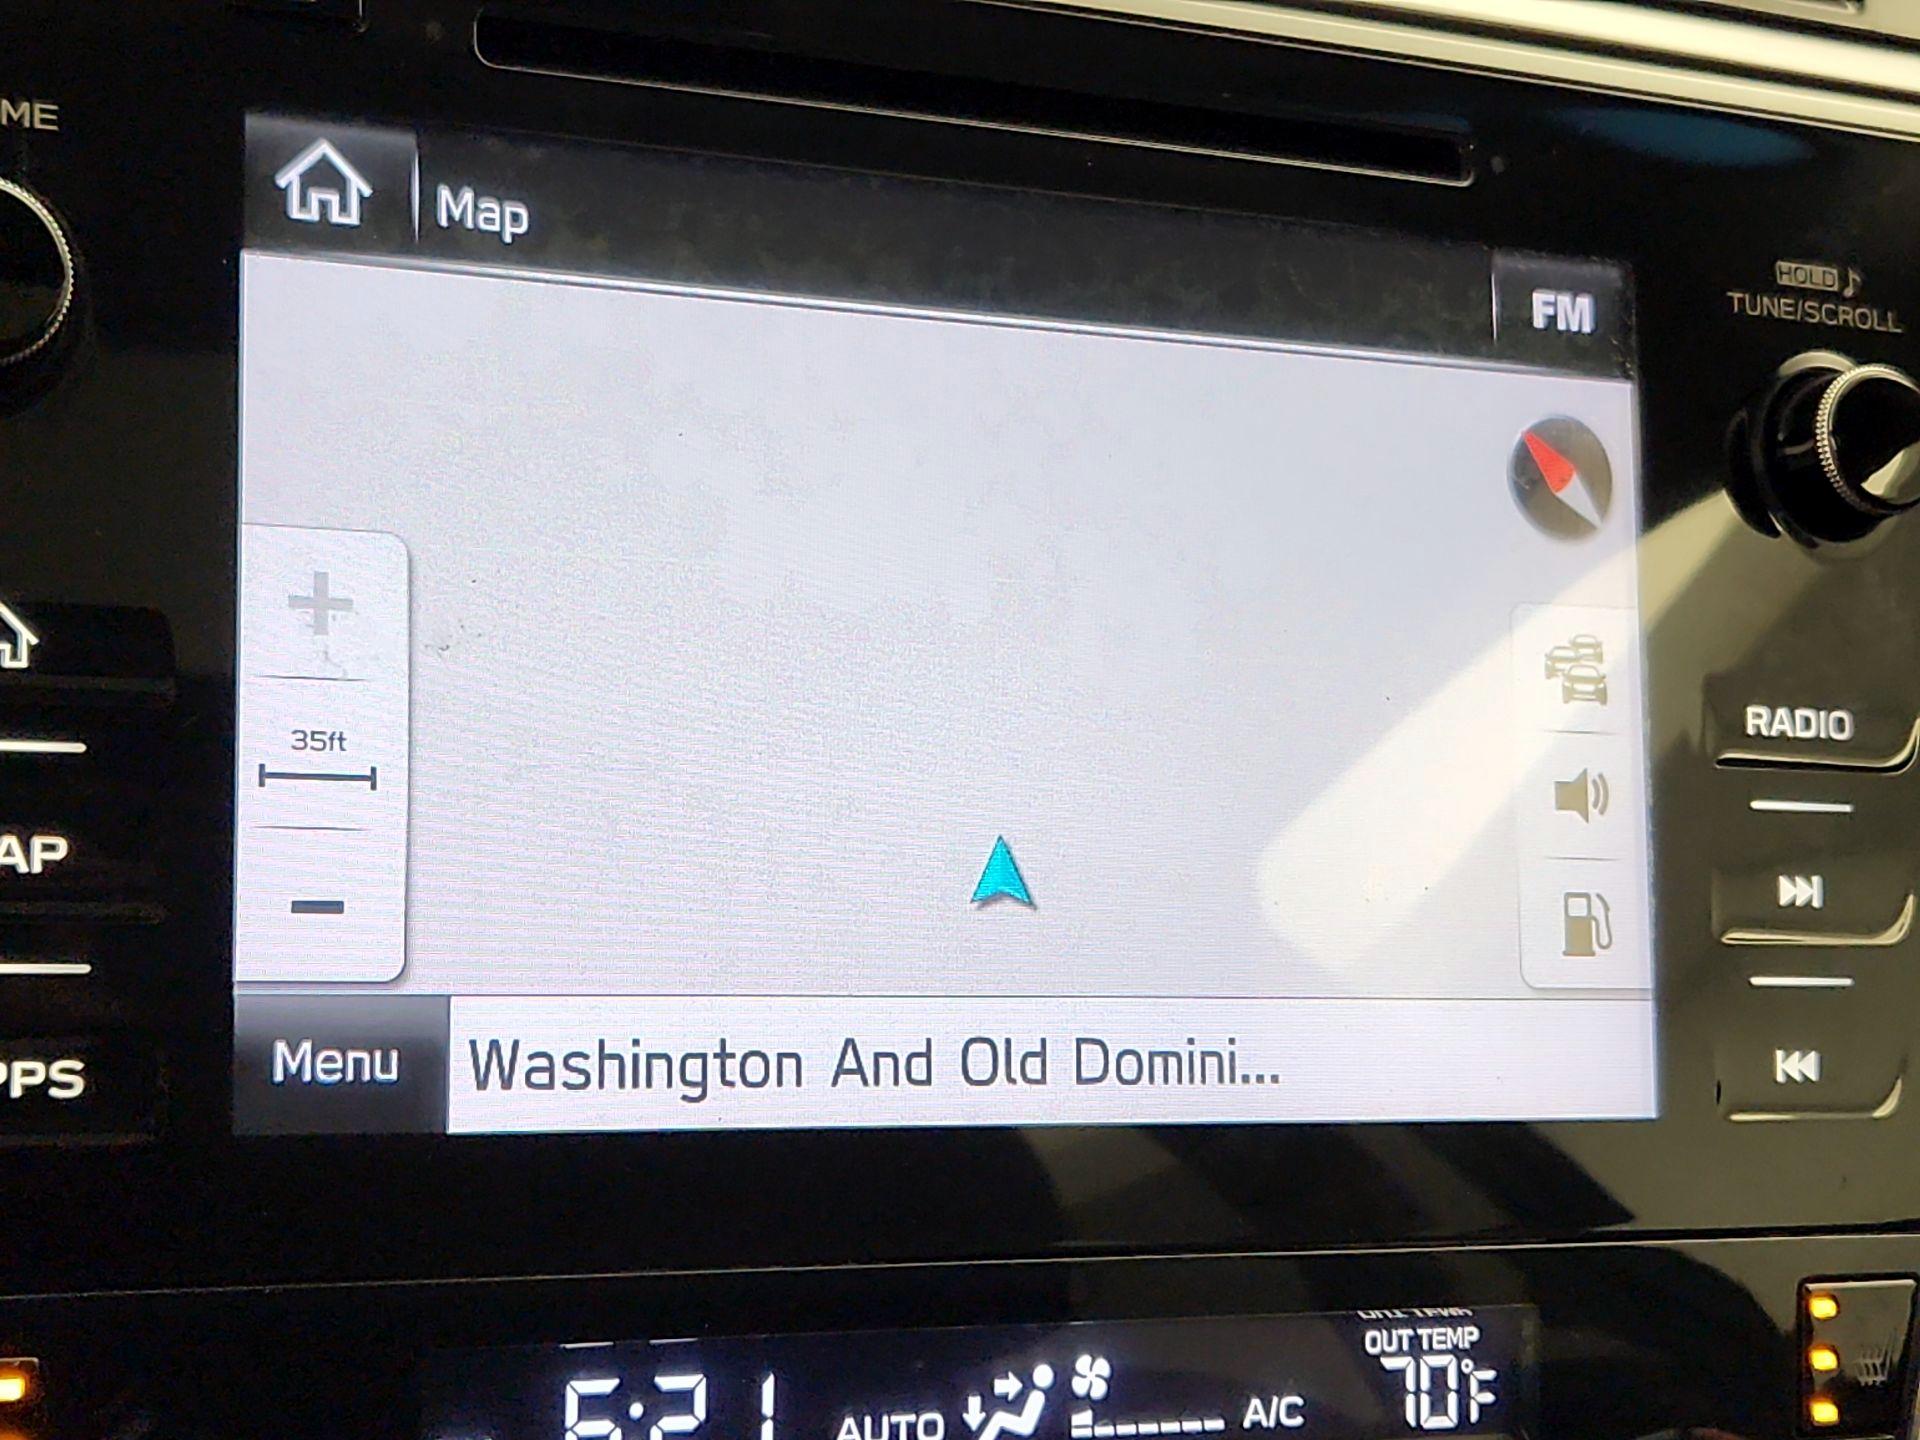 ME
Map
FM
HOLD
TUNE/SCROLL
35ft
RADIO
AP
Menu
Washington And Old Domini...
PPS
OUT TEMP
70°F
AUTO
A/C